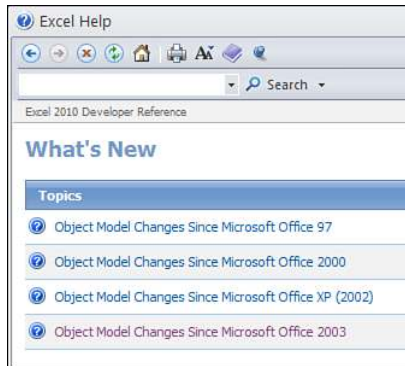 Excel Help
Search
Excel 2010 Developer Reference
What's New
Topics
Object Model Changes Since Microsoft Office 97
Object Model Changes Since Microsoft Office 2000
Object Model Changes Since Microsoft Office XP (2002)
Object Model Changes Since Microsoft Office 2003